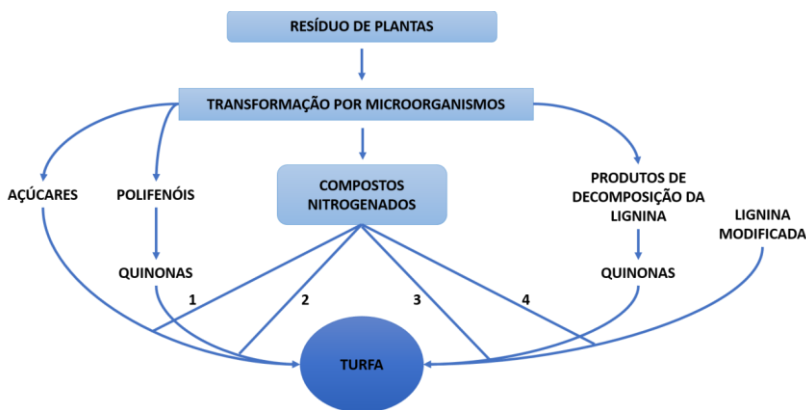 RESÍDUO DE PLANTAS
TRANSFORMAÇÃO POR MICROORGANISMOS
AÇÚCARES
POLIFENÓIS
COMPOSTOS
NITROGENADOS
PRODUTOS DE
DECOMPOSIÇÃO DA
LIGNINA
LIGNINA
MODIFICADA
QUINONAS
QUINONAS
1
2
3
4
TURFA